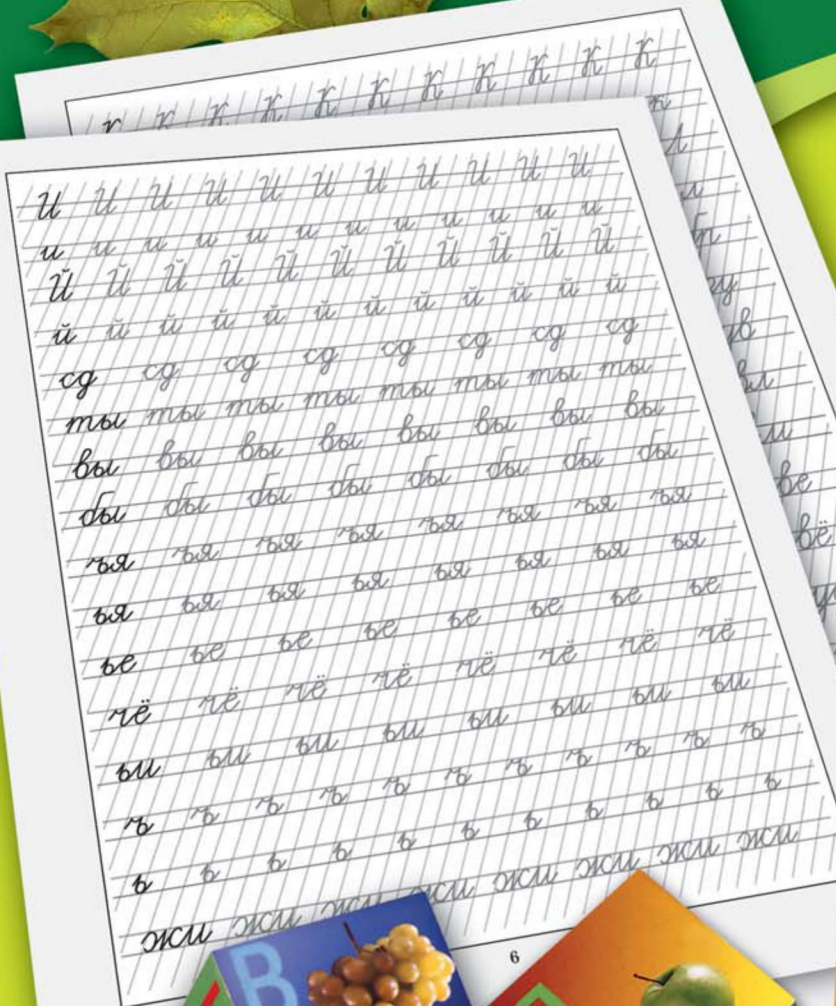 К К К К К К К К К К К
к
Л
л
И И И И И И И И И И И
и и и и и и и и и и и и
Й Й Й Й Й Й Й Й Й Й Й
й й й й й й й й й й й й
сд сд сд сд сд сд сд сд
ты ты ты ты ты ты ты ты
вы вы вы вы вы вы вы вы
бы бы бы бы бы бы бы бы
ъя ъя ъя ъя ъя ъя ъя ъя
ья ья ья ья ья ья ья ья
ье ье ье ье ье ье ье ье
чё чё чё чё чё чё чё чё
ьи ьи ьи ьи ьи ьи ьи ьи
ъ ъ ъ ъ ъ ъ ъ ъ ъ ъ ъ
ь ь ь ь ь ь ь ь ь ь ь
жи жи жи жи жи жи жи жи
ве
вё
В
6